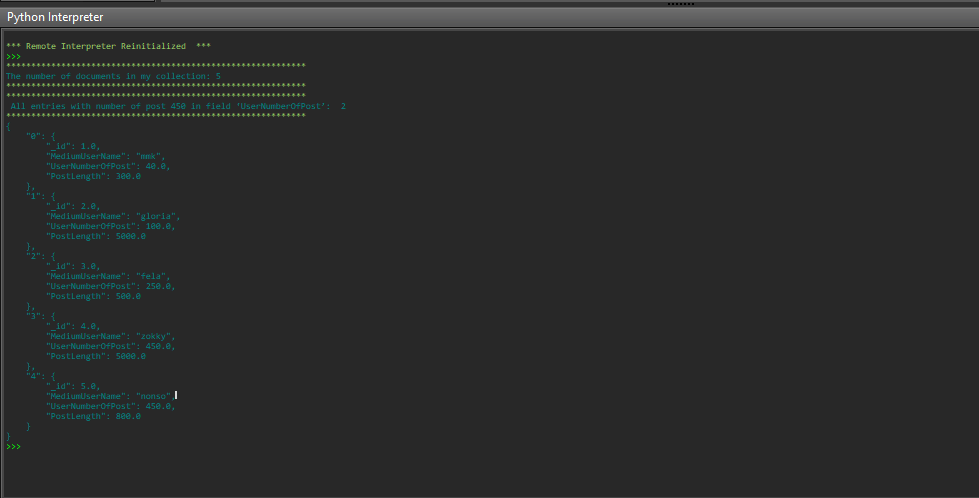 Python Interpreter
*** Remote Interpreter Reinitialized  ***
>>>
************************************************************
The number of documents in my collection: 5
************************************************************
************************************************************
 All entries with number of post 450 in field 'UserNumberOfPost':  2
************************************************************
{
    "0": {
        "_id": 1.0,
        "MediumUserName": "mmk",
        "UserNumberOfPost": 40.0,
        "PostLength": 300.0
    },
    "1": {
        "_id": 2.0,
        "MediumUserName": "gloria",
        "UserNumberOfPost": 100.0,
        "PostLength": 5000.0
    },
    "2": {
        "_id": 3.0,
        "MediumUserName": "fela",
        "UserNumberOfPost": 250.0,
        "PostLength": 500.0
    },
    "3": {
        "_id": 4.0,
        "MediumUserName": "zokky",
        "UserNumberOfPost": 450.0,
        "PostLength": 5000.0
    },
    "4": {
        "_id": 5.0,
        "MediumUserName": "nonso",
        "UserNumberOfPost": 450.0,
        "PostLength": 800.0
    }
}
>>>